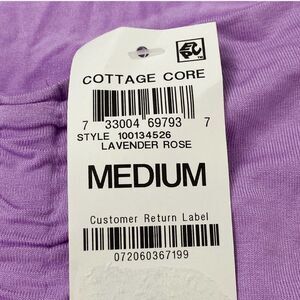 COTTAGE CORE
7 33004 69793 7
STYLE 100134526
LAVENDER ROSE
MEDIUM
Customer Return Label
072060367199